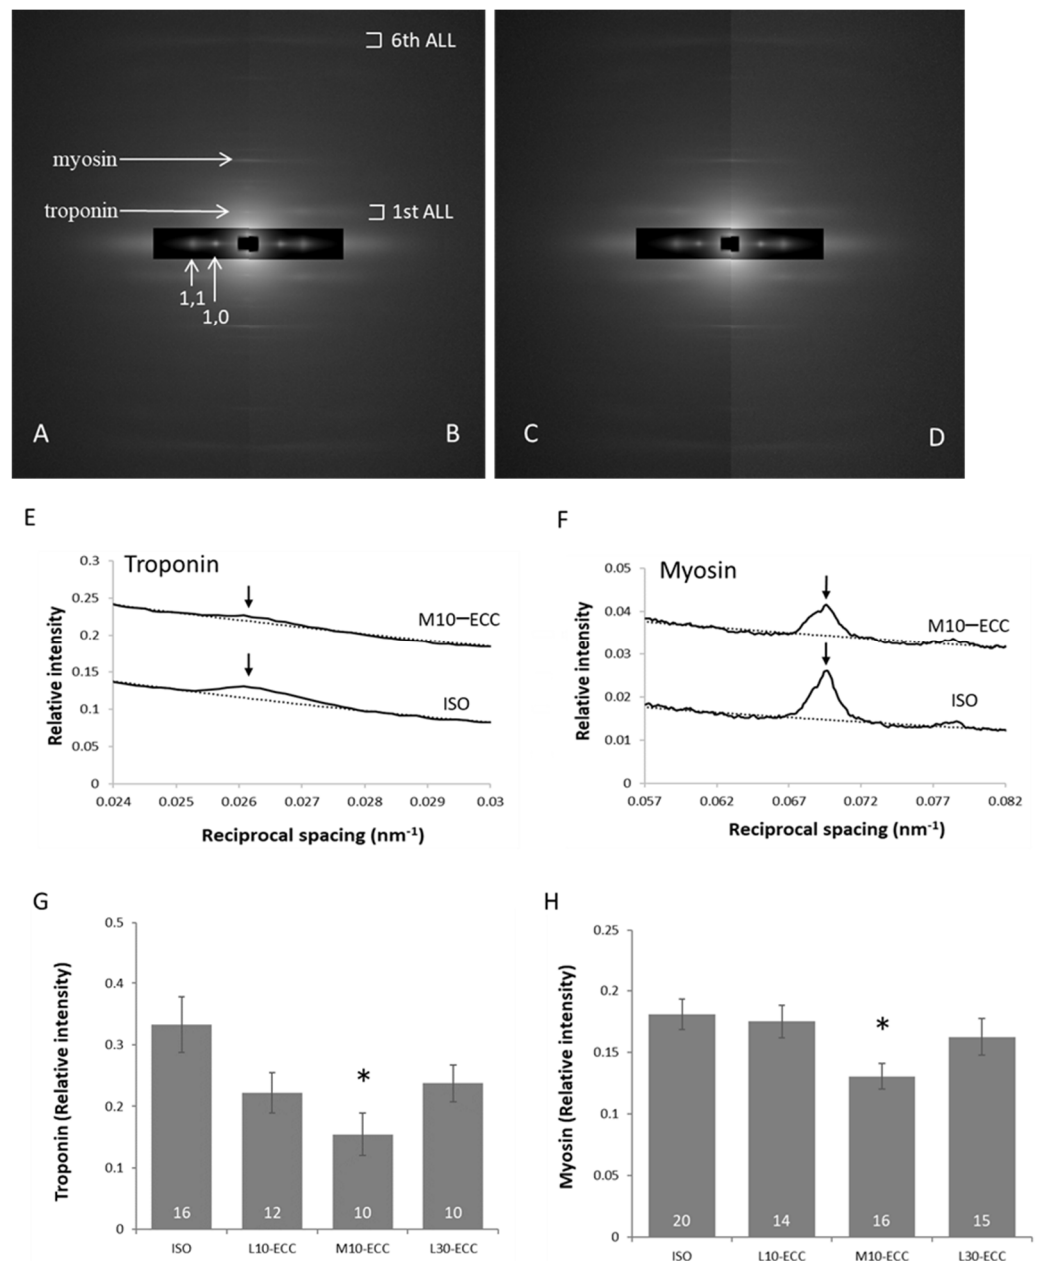 6th ALL
myosin
troponin
1st ALL
1,1
1,0
A
B
C
D
E
F
Troponin
Relative intensity
0.3
0.25
0.2
0.15
0.1
0.05
0
M10−ECC
ISO
0.024
0.025
0.026
0.027
0.028
0.029
0.03
Reciprocal spacing (nm-1)
Myosin
Relative intensity
0.05
0.04
0.03
0.02
0.01
0
M10−ECC
ISO
0.057
0.062
0.067
0.072
0.077
0.082
Reciprocal spacing (nm-1)
G
Troponin (Relative intensity)
0.5
0.4
0.3
0.2
0.1
0
*
16
12
10
10
ISO
L10-ECC
M10-ECC
L30-ECC
H
Myosin (Relative intensity)
0.25
0.2
0.15
0.1
0.05
0
*
20
14
16
15
ISO
L10-ECC
M10-ECC
L30-ECC